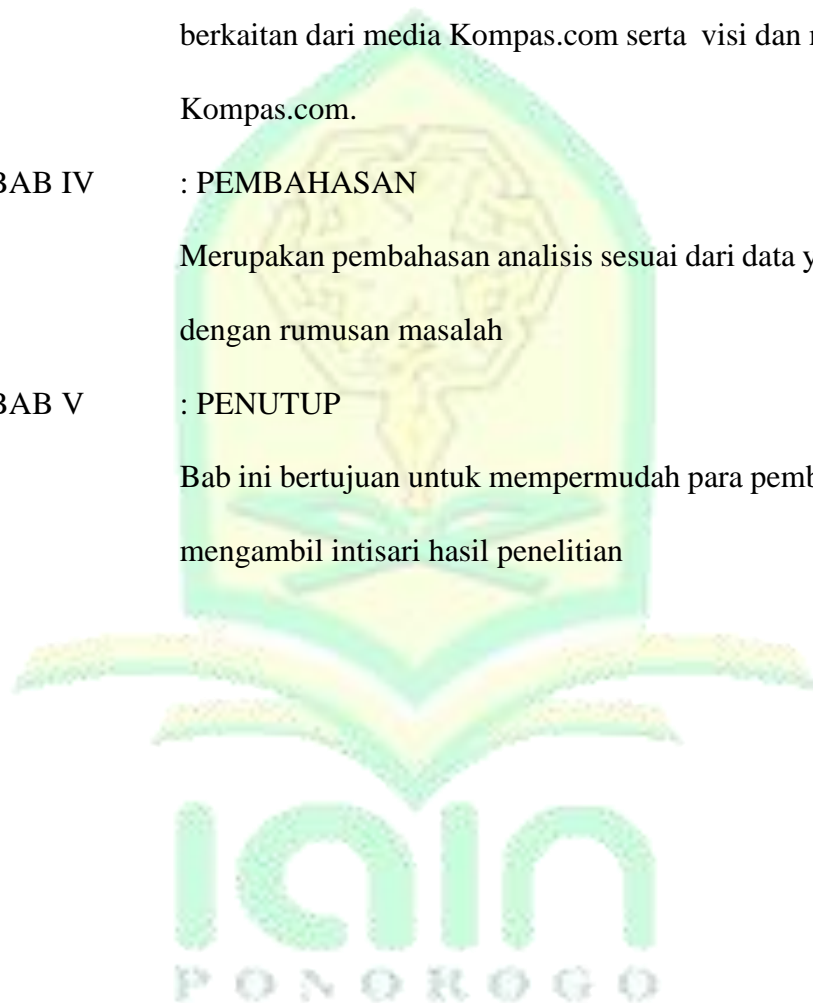 berkaitan dari media Kompas.com serta visi dan
Kompas.com.
BAB IV : PEMBAHASAN
Merupakan pembahasan analisis sesuai dari data
dengan rumusan masalah
BAB V : PENUTUP
Bab ini bertujuan untuk mempermudah para
mengambil intisari hasil penelitian
iain
PONOROGO